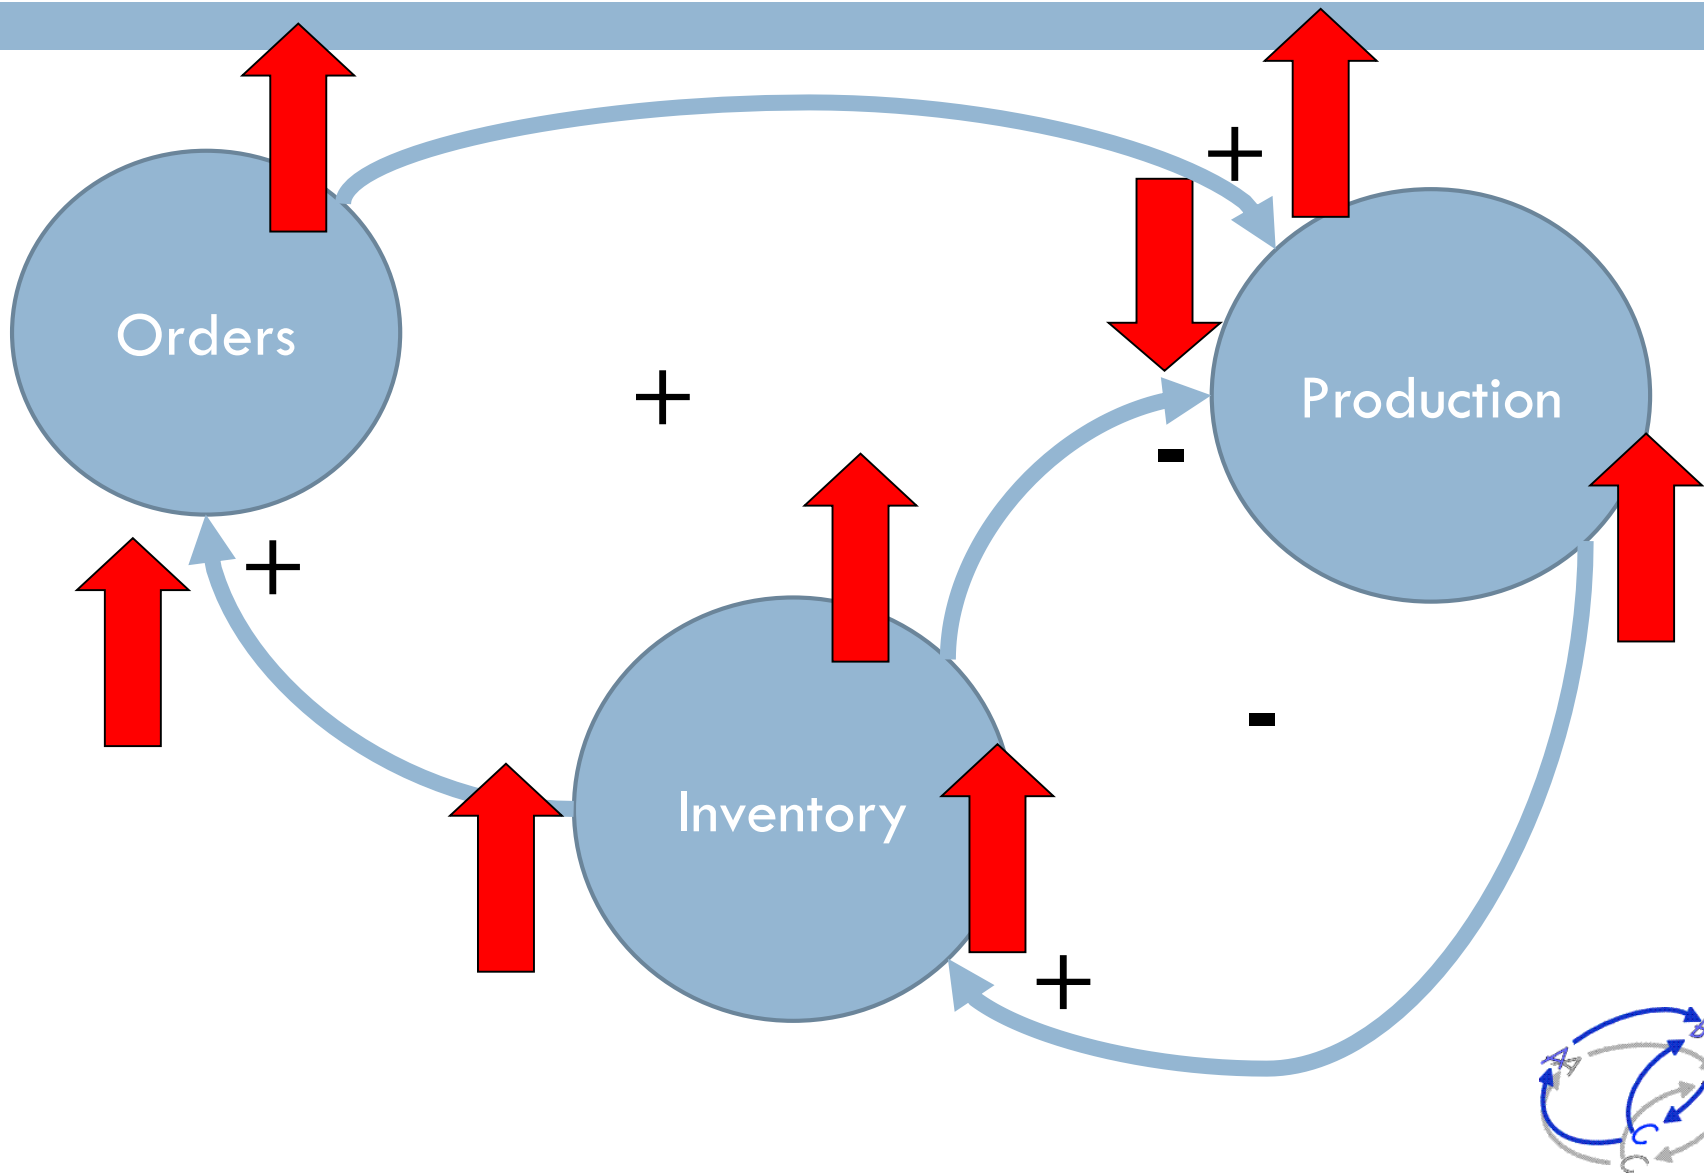 +
Orders
+
Production
-
+
+
-
Inventory
+
A
A
C
C